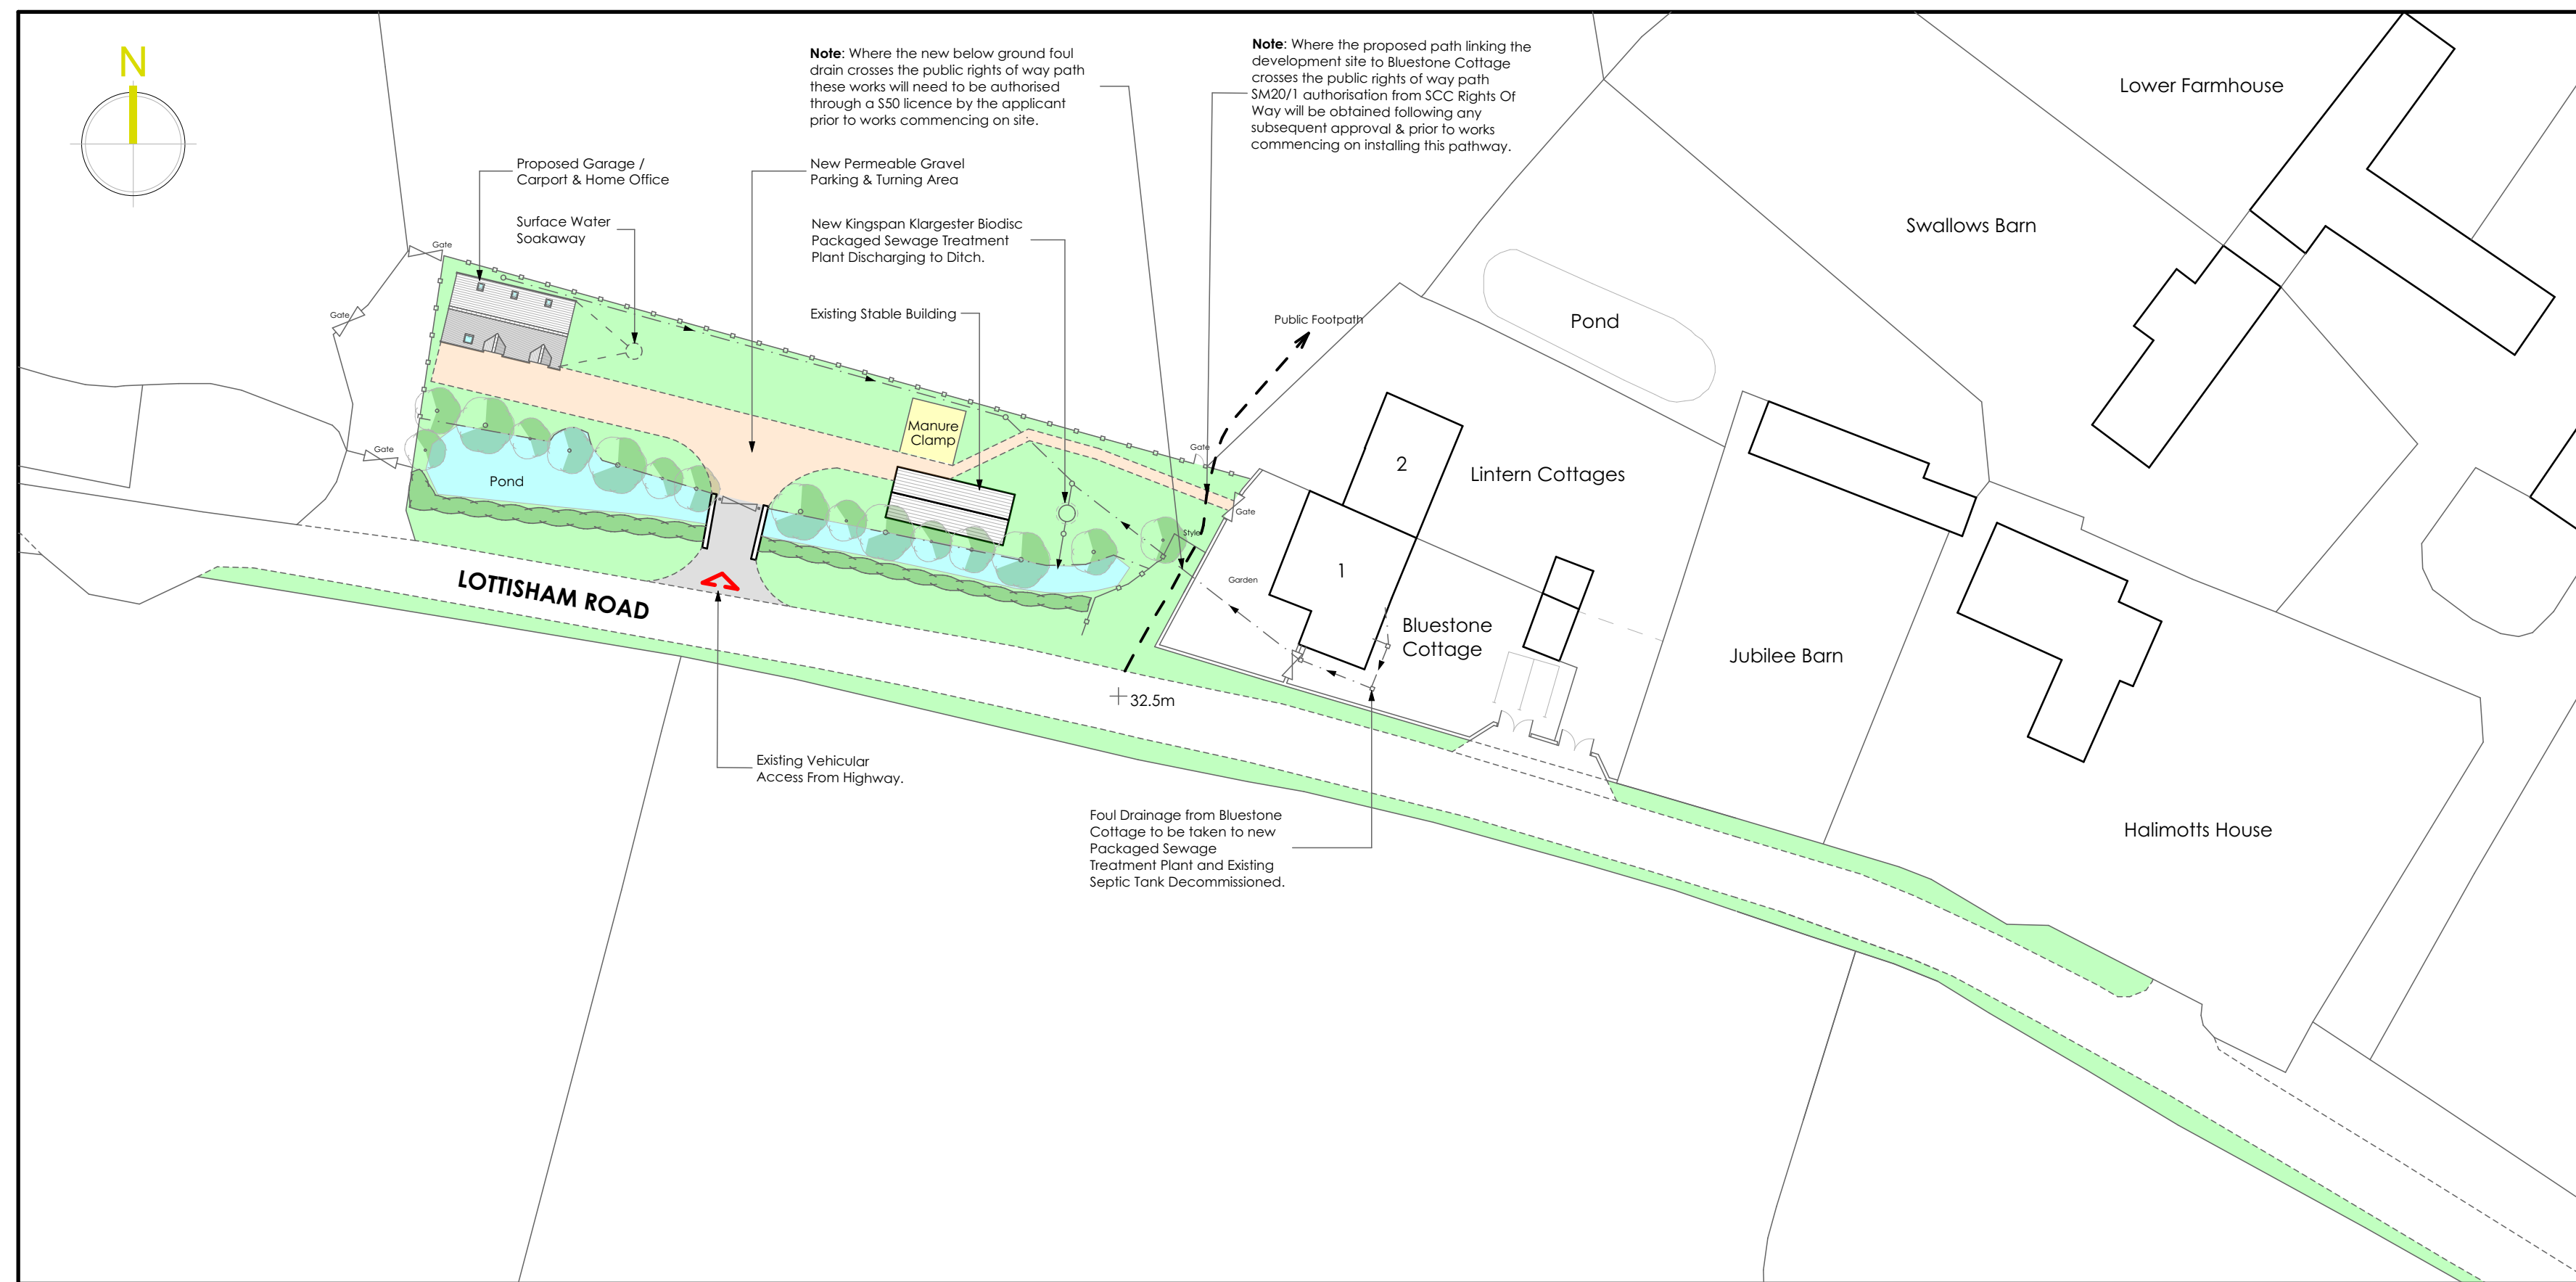 N
Note: Where the new below ground foul
drain crosses the public rights of way path
these works will need to be authorised
through a S50 licence by the applicant
prior to works commencing on site.
Note: Where the proposed path linking the
development site to Bluestone Cottage
crosses the public rights of way path
SM20/1 authorisation from SCC Rights Of
Way will be obtained following any
subsequent approval & prior to works
commencing on installing this pathway.
Lower Farmhouse
Proposed Garage /
Carport & Home Office
New Permeable Gravel
Parking & Turning Area
Surface Water
Soakaway
New Kingspan Klargester Biodisc
Packaged Sewage Treatment
Plant Discharging to Ditch.
Swallows Barn
Gate
Gate
Existing Stable Building
Public Footpath
Pond
Manure
Clamp
Gate
Gate
Pond
2
Lintern Cottages
Gate
Style
1
Garden
LOTTISHAM ROAD
Bluestone
Cottage
Jubilee Barn
32.5m
Existing Vehicular
Access From Highway.
Foul Drainage from Bluestone
Cottage to be taken to new
Packaged Sewage
Treatment Plant and Existing
Septic Tank Decommissioned.
Halimotts House